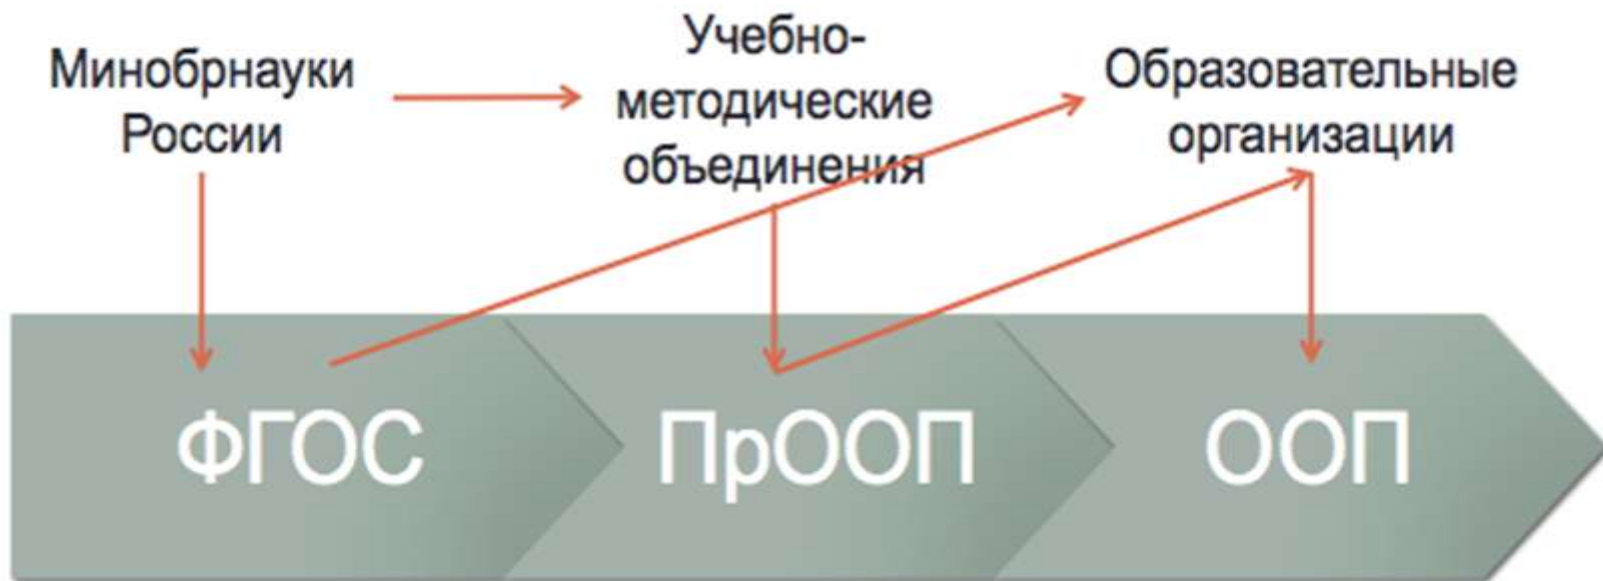 Минобрнауки
России
Учебно-
методические
объединения
Образовательные
организации
ФГОС
ПрООП
ООП